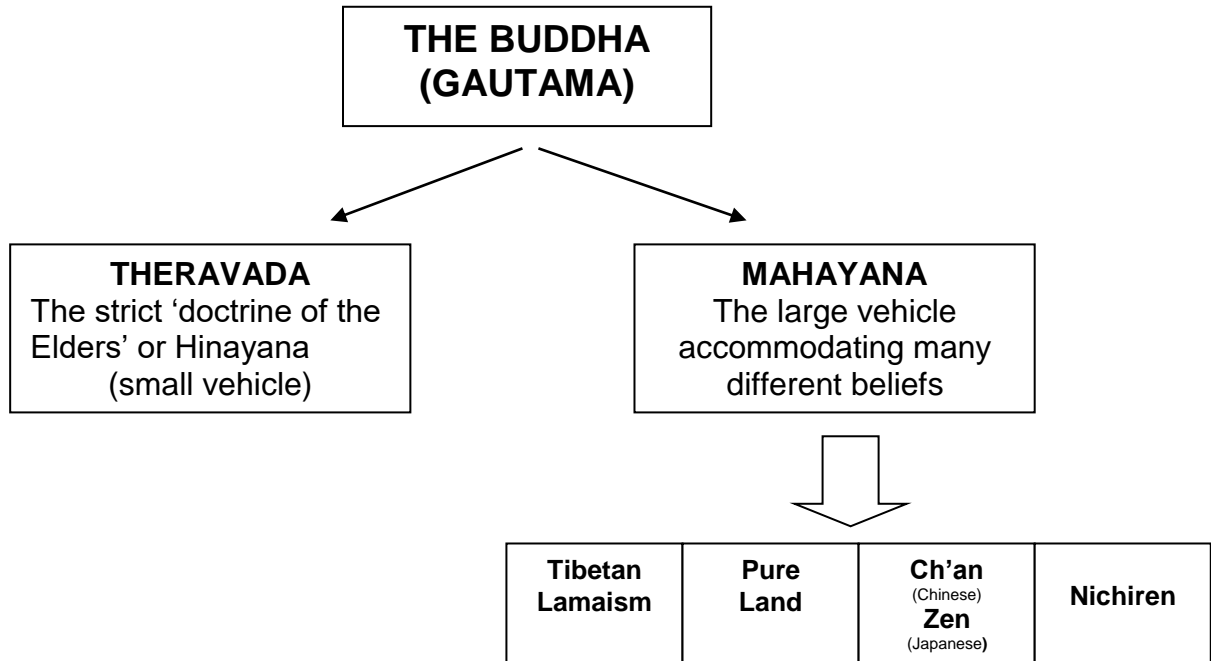 THE BUDDHA
(GAUTAMA)
THERAVADA
The strict ‘doctrine of the
Elders’ or Hinayana
(small vehicle)
MAHAYANA
The large vehicle
accommodating many
different beliefs
Tibetan
Lamaism
Pure
Land
Ch’an
(Chinese)
Zen
(Japanese)
Nichiren